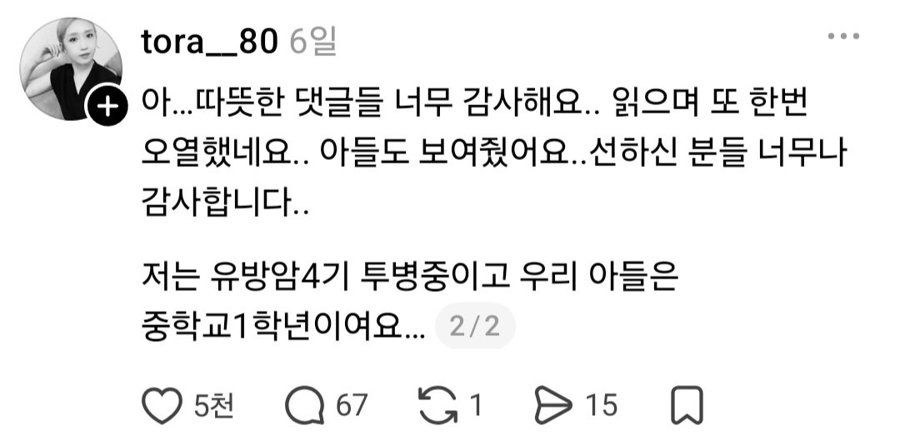 tora__80 6일
아...따뜻한 댓글들 너무 감사해요.. 읽으며 또 한번
오열했네요.. 아들도 보여줬어요..선하신 분들 너무나
감사합니다..
저는 유방암4기 투병중이고 우리 아들은
중학교1학년이여요... 2/2
5천 67 1 15